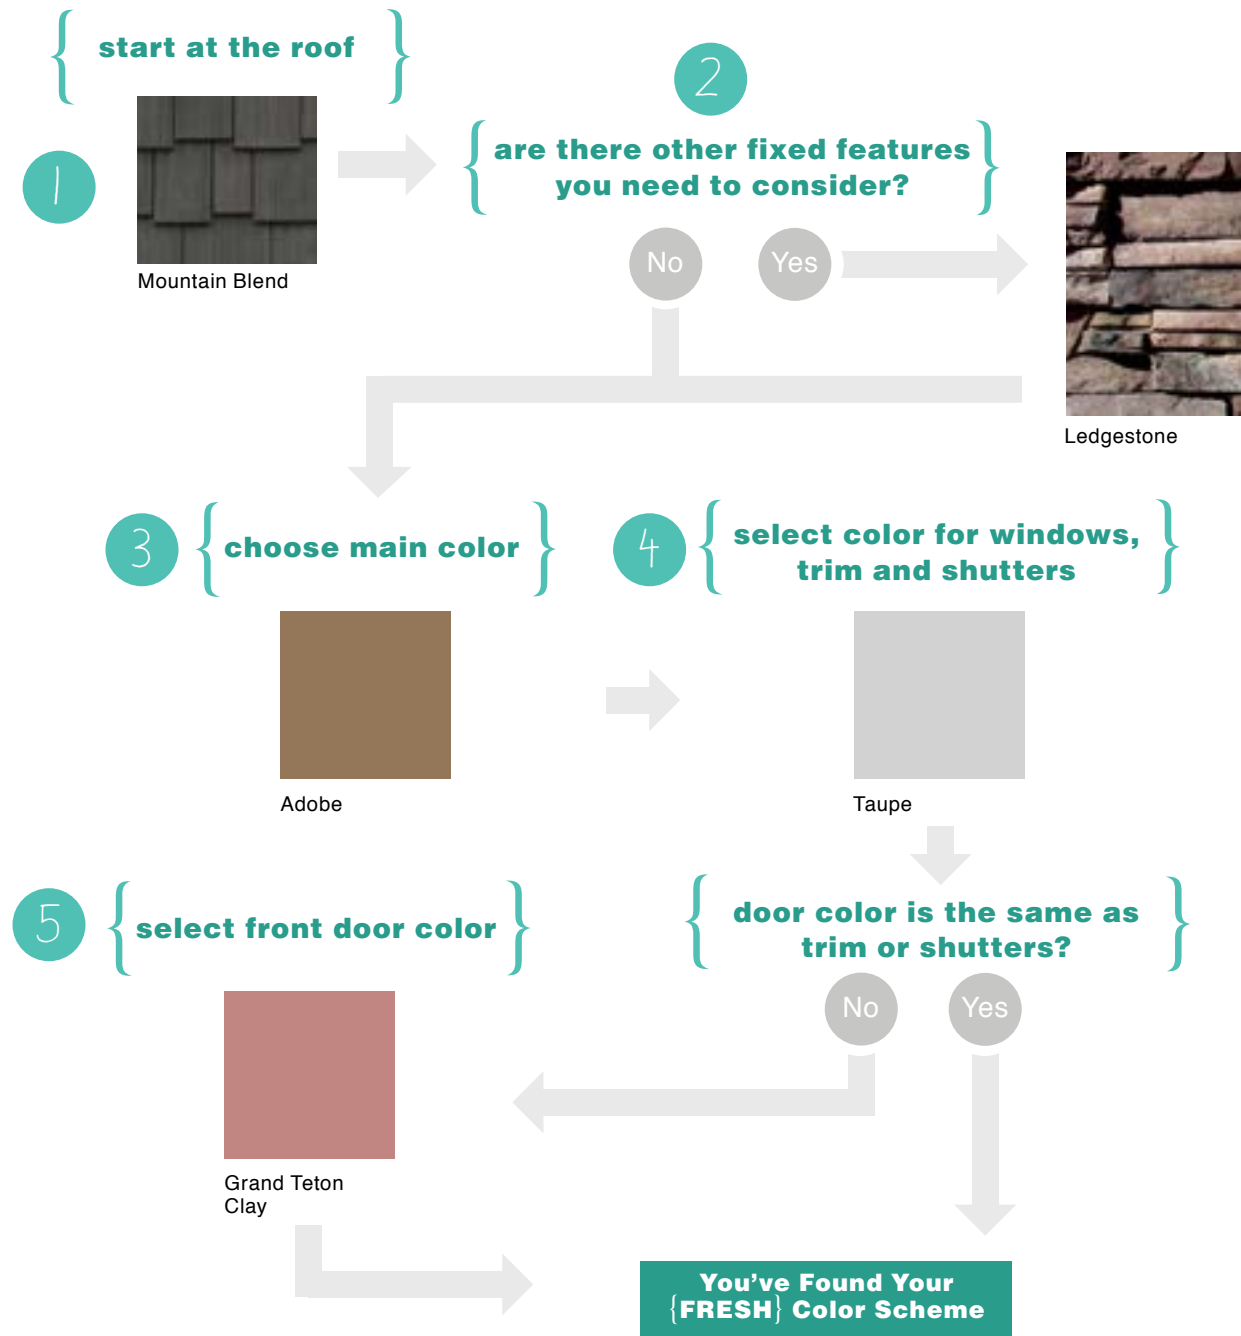 { start at the roof }
1
Mountain Blend
2
{ are there other fixed features
you need to consider? }
No
Yes
Ledgestone
3
{ choose main color }
Adobe
4
{ select color for windows,
trim and shutters }
Taupe
{ door color is the same as
trim or shutters? }
No
Yes
5
{ select front door color }
Grand Teton
Clay
You’ve Found Your
{FRESH} Color Scheme